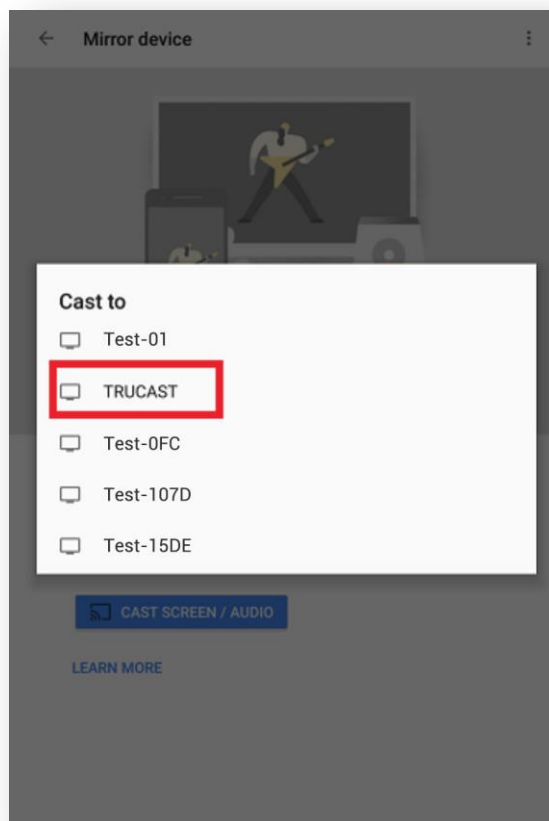 Mirror device
Cast to
Test-01
TRUCAST
Test-0FC
Test-107D
Test-15DE
CAST SCREEN / AUDIO
LEARN MORE